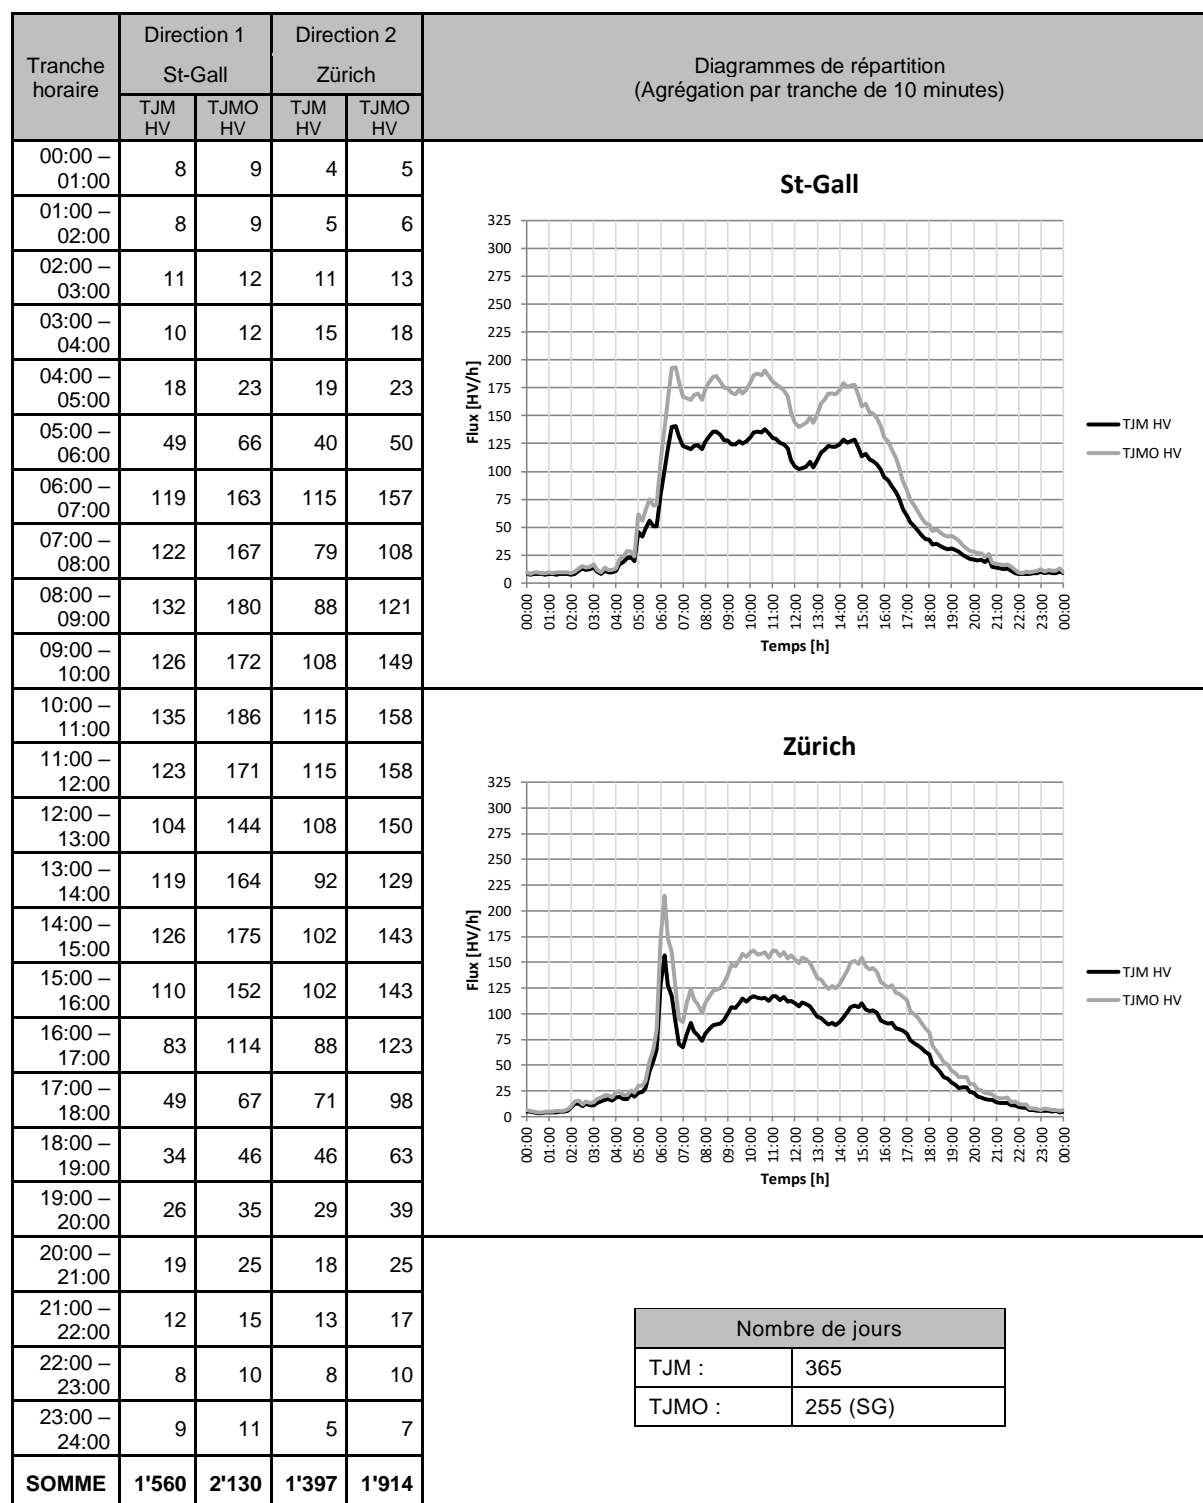 Tranche horaire | Direction 1 | Direction 2 | Diagrammes de répartition
St-Gall | Zürich | (Agrégation par tranche de 10 minutes)
TJM HV | TJMO HV | TJM HV | TJMO HV
00:00 – 01:00 | 8 | 9 | 4 | 5
01:00 – 02:00 | 8 | 9 | 5 | 6
02:00 – 03:00 | 11 | 12 | 11 | 13
03:00 – 04:00 | 10 | 12 | 15 | 18
04:00 – 05:00 | 18 | 23 | 19 | 23
05:00 – 06:00 | 49 | 66 | 40 | 50
06:00 – 07:00 | 119 | 163 | 115 | 157
07:00 – 08:00 | 122 | 167 | 79 | 108
08:00 – 09:00 | 132 | 180 | 88 | 121
09:00 – 10:00 | 126 | 172 | 108 | 149
10:00 – 11:00 | 135 | 186 | 115 | 158
11:00 – 12:00 | 123 | 171 | 115 | 158
12:00 – 13:00 | 104 | 144 | 108 | 150
13:00 – 14:00 | 119 | 164 | 92 | 129
14:00 – 15:00 | 126 | 175 | 102 | 143
15:00 – 16:00 | 110 | 152 | 102 | 143
16:00 – 17:00 | 83 | 114 | 88 | 123
17:00 – 18:00 | 49 | 67 | 71 | 98
18:00 – 19:00 | 34 | 46 | 46 | 63
19:00 – 20:00 | 26 | 35 | 29 | 39
20:00 – 21:00 | 19 | 25 | 18 | 25
21:00 – 22:00 | 12 | 15 | 13 | 17
22:00 – 23:00 | 8 | 10 | 8 | 10
23:00 – 24:00 | 9 | 11 | 5 | 7
SOMME | 1'560 | 2'130 | 1'397 | 1'914
St-Gall
Flux [HV/h]
325
300
275
250
225
200
175
150
125
100
75
50
25
0
00:00 01:00 02:00 03:00 04:00 05:00 06:00 07:00 08:00 09:00 10:00 11:00 12:00 13:00 14:00 15:00 16:00 17:00 18:00 19:00 20:00 21:00 22:00 23:00 00:00
Temps [h]
TJM HV
TJMO HV
Zürich
Flux [HV/h]
325
300
275
250
225
200
175
150
125
100
75
50
25
0
00:00 01:00 02:00 03:00 04:00 05:00 06:00 07:00 08:00 09:00 10:00 11:00 12:00 13:00 14:00 15:00 16:00 17:00 18:00 19:00 20:00 21:00 22:00 23:00 00:00
Temps [h]
TJM HV
TJMO HV
Nombre de jours
TJM : | 365
TJMO : | 255 (SG)